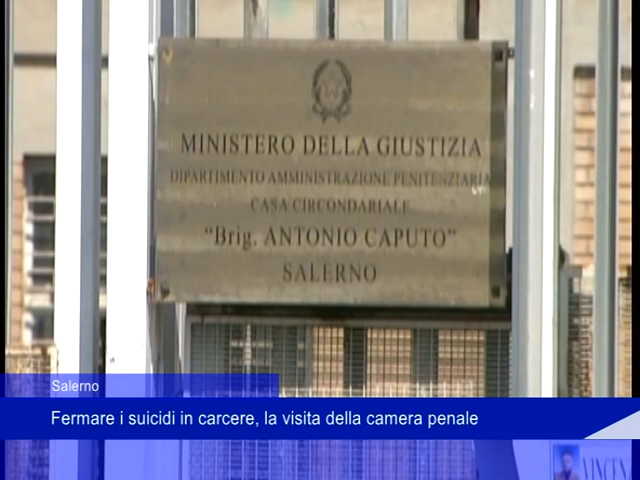 MINISTERO DELLA GIUSTIZIA
DIPARTIMENTO AMMINISTRAZIONE PENITENZIARIA
CASA CIRCONDARIALE
"Brig. ANTONIO CAPUTO"
SALERNO
Salerno
Fermare i suicidi in carcere, la visita della camera penale